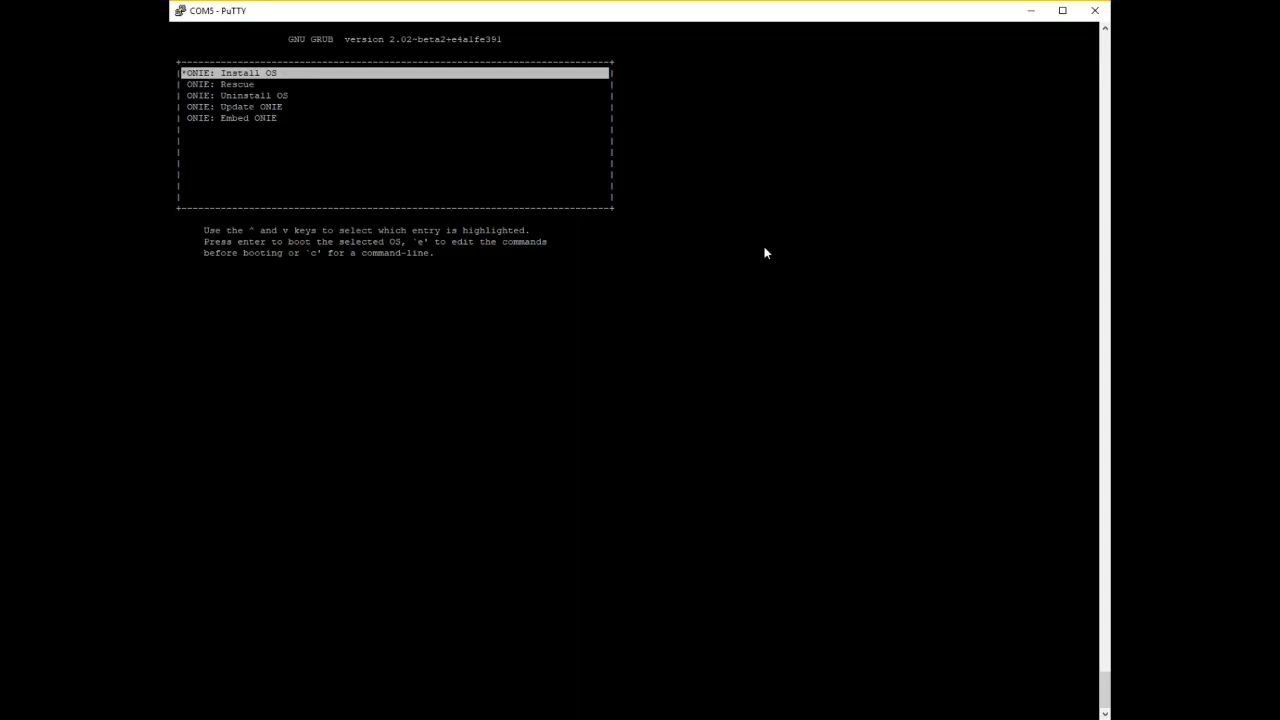 COM5 - PuTTY
GNU GRUB  version 2.02~beta2+e4a1fe391
*ONIE: Install OS
ONIE: Rescue
ONIE: Uninstall OS
ONIE: Update ONIE
ONIE: Embed ONIE
Use the ^ and v keys to select which entry is highlighted.
Press enter to boot the selected OS, `e' to edit the commands
before booting or `c' for a command-line.